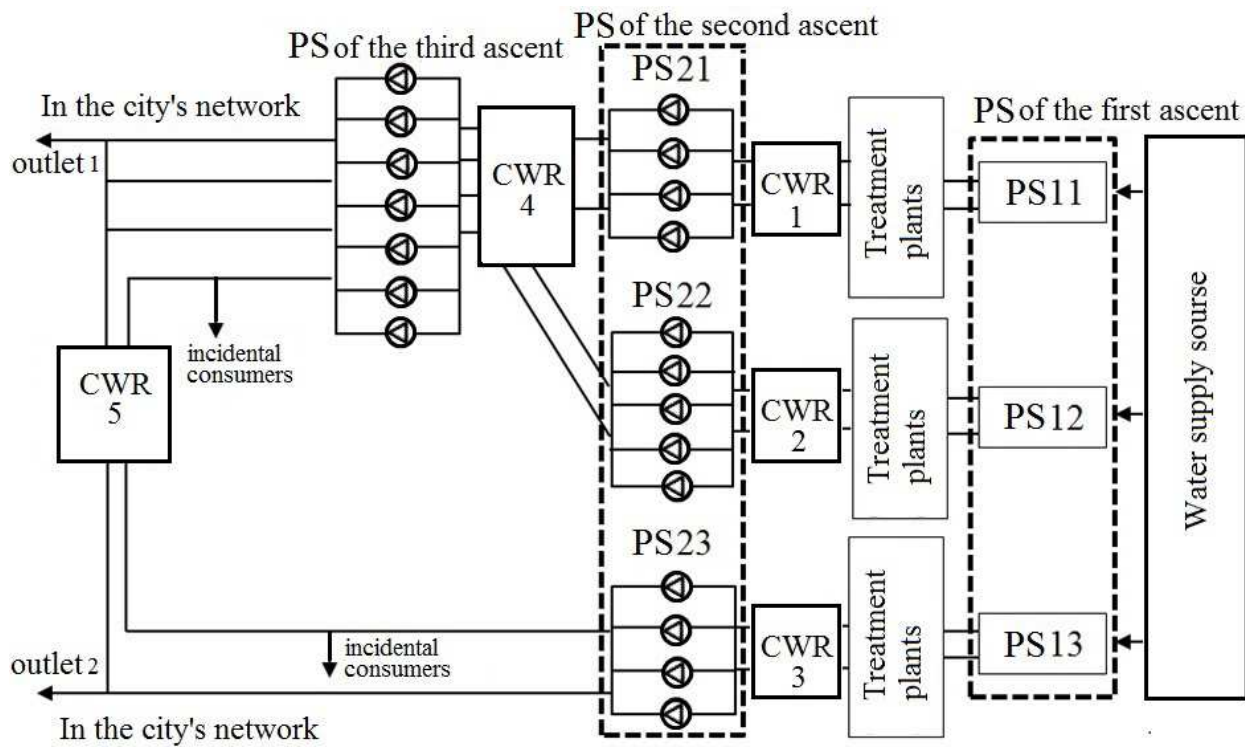 PS of the third ascent
PS of the second ascent
PS of the first ascent
In the city's network
outlet 1
PS21
CWR
4
CWR
1
Treatment
plants
PS11
incidental
consumers
CWR
5
PS22
CWR
2
Treatment
plants
PS12
Water supply sourse
PS23
CWR
3
Treatment
plants
PS13
incidental
consumers
outlet 2
In the city's network